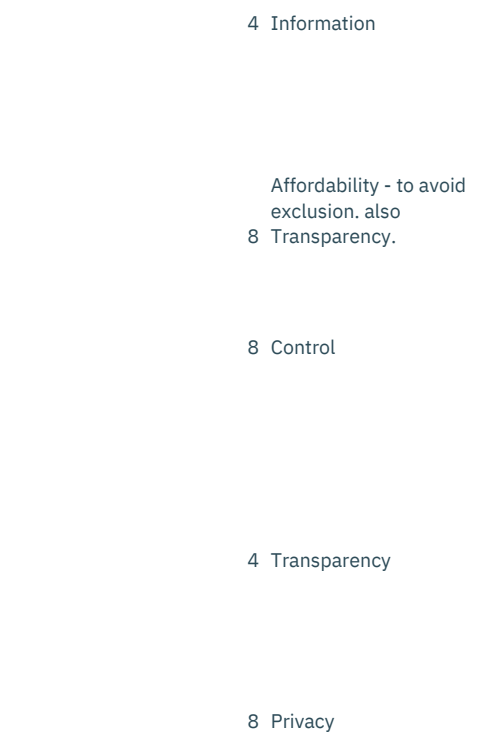 4 Information
Affordability - to avoid
exclusion. also
8 Transparency.
8 Control
4 Transparency
8 Privacy